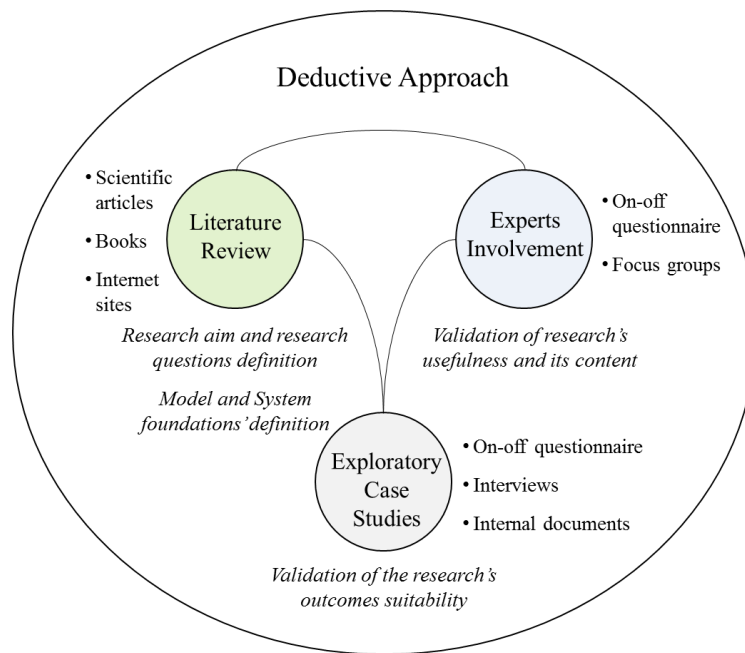 Deductive Approach
• Scientific
articles
• Books
• Internet
sites
Literature
Review
Experts
Involvement
• On-off
questionnaire
• Focus groups
Research aim and research
questions definition
Model and System
foundations’ definition
Validation of research’s
usefulness and its content
Exploratory
Case
Studies
• On-off questionnaire
• Interviews
• Internal documents
Validation of the research’s
outcomes suitability